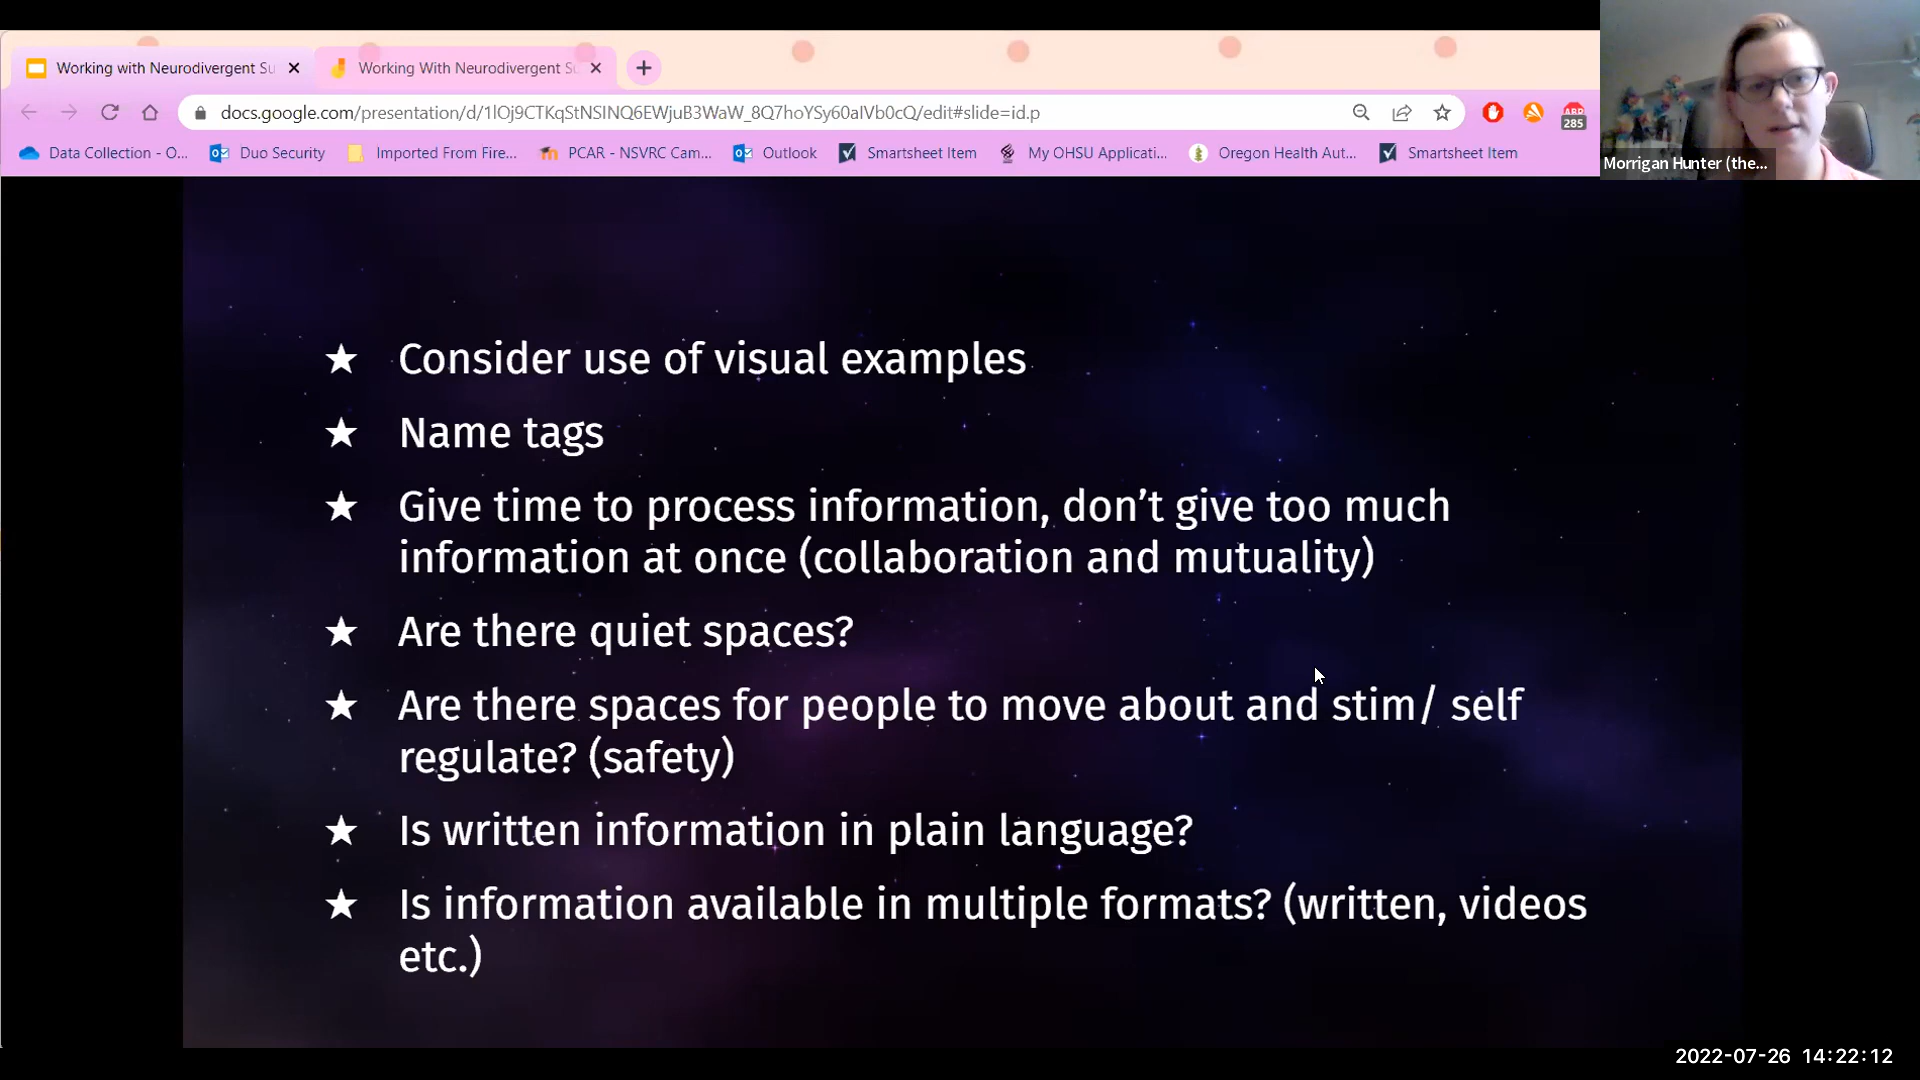 Working with Neurodivergent Su
Working With Neurodivergent S
docs.google.com/presentation/d/1lQj9CTKqStNSINQ6EWjuB3WaW_8Q7hoYSy60aIVb0cQ/edit#slide=id.p
ABP
285
Data Collection - O...
Duo Security
Imported From Fire...
PCAR - NSVRC Cam...
Outlook
Smartsheet Item
My OHSU Applicati...
Oregon Health Aut...
Smartsheet Item
Morrigan Hunter (the...
★ Consider use of visual examples
★ Name tags
★ Give time to process information, don’t give too much
information at once (collaboration and mutuality)
★ Are there quiet spaces?
★ Are there spaces for people to move about and stim/ self
regulate? (safety)
★ Is written information in plain language?
★ Is information available in multiple formats? (written, videos
etc.)
2022-07-26 14:22:12